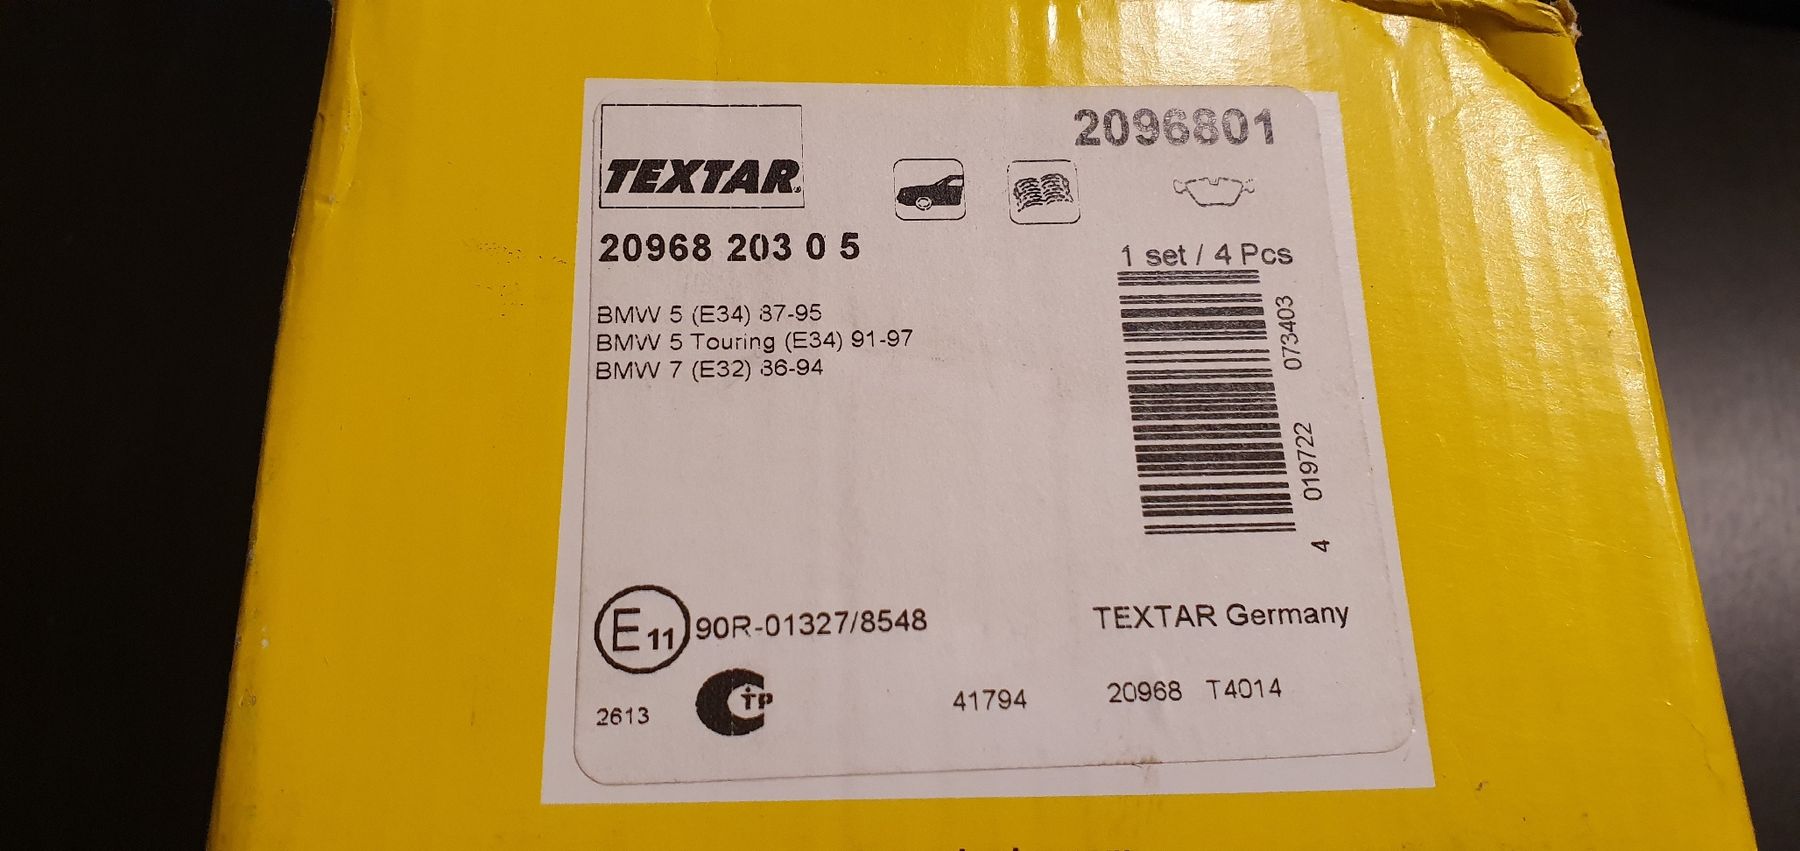 2096801
TEXTAR
20968 203 0 5
1 set / 4 Pcs
BMW 5 (E34) 87-95
BMW 5 Touring (E34) 91-97
BMW 7 (E32) 86-94
4 019722 073403
E11 90R-01327/8548
TEXTAR Germany
2613
СТР
41794
20968 T4014